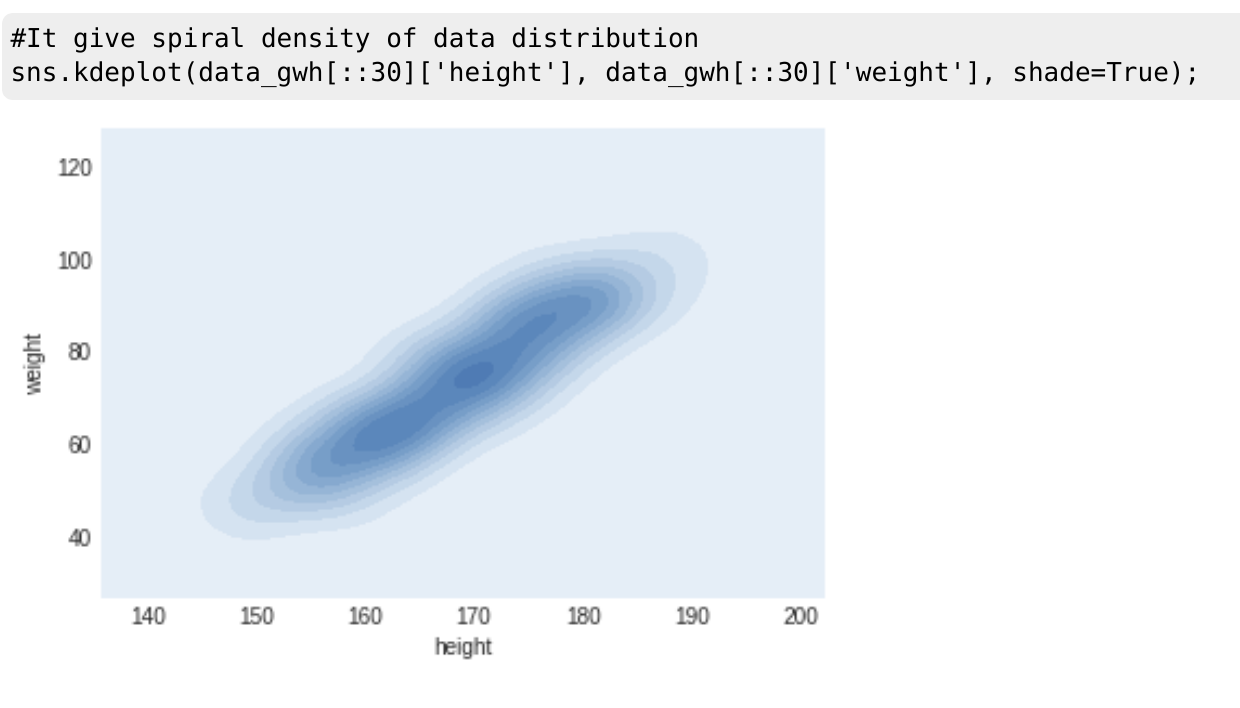 #It give spiral density of data distribution
sns.kdeplot(data_gwh[::30]['height'], data_gwh[::30]['weight'], shade=True);
120
100
80
60
40
weight
140 150 160 170 180 190 200
height